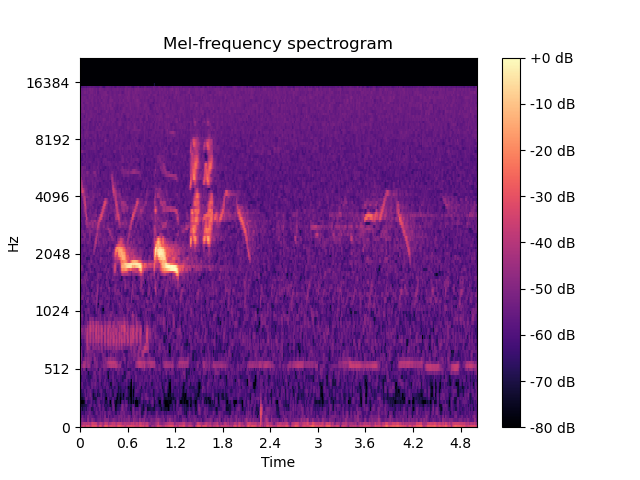 Mel-frequency spectrogram
Hz
16384
8192
4096
2048
1024
512
0
0 0.6 1.2 1.8 2.4 3 3.6 4.2 4.8
Time
+0 dB
-10 dB
-20 dB
-30 dB
-40 dB
-50 dB
-60 dB
-70 dB
-80 dB